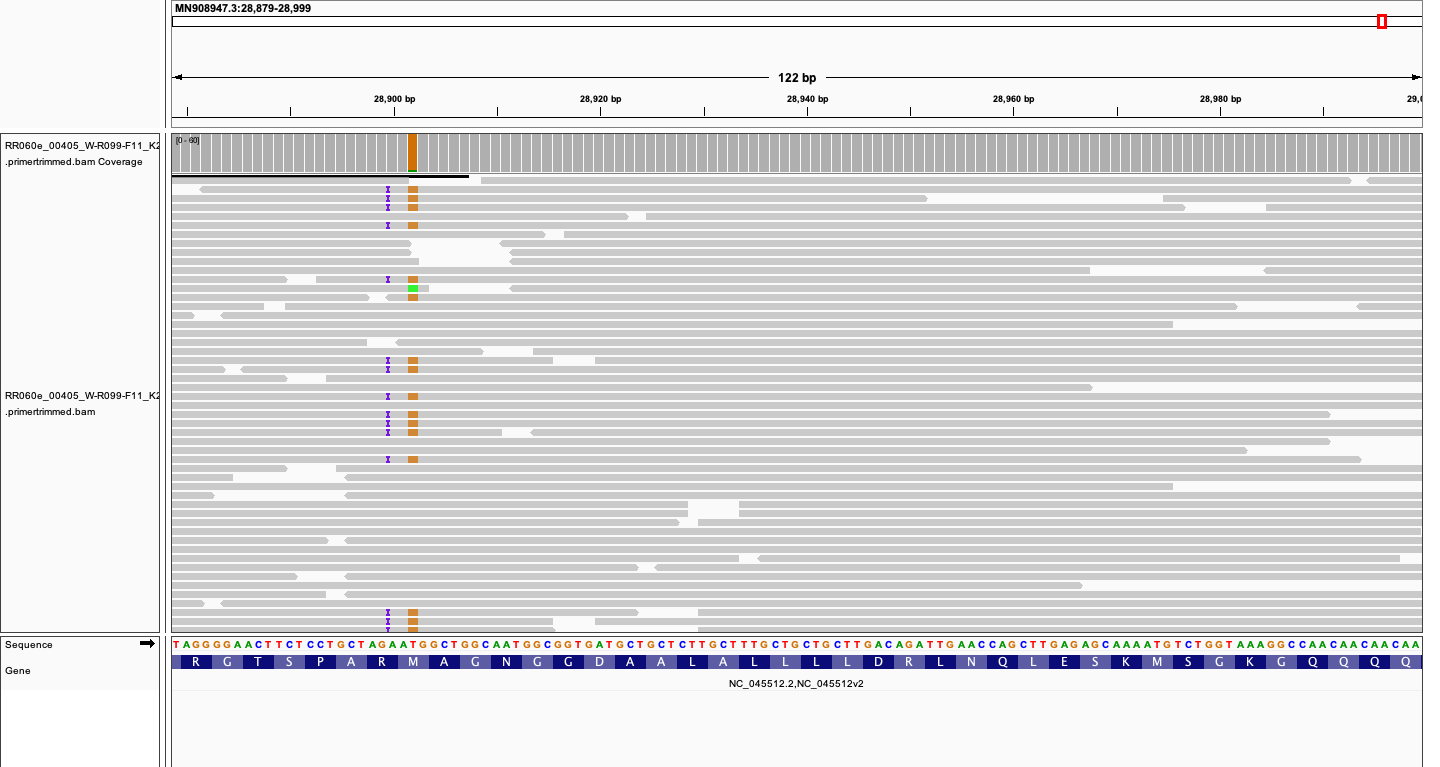 MN908947.3:28,879-28,999
122 bp
28,900 bp 28,920 bp 28,940 bp 28,960 bp 28,980 bp 29,0
RR060e_00405_W-R099-F11_K2
.primertrimmed.bam Coverage
[0 - 60]
RR060e_00405_W-R099-F11_K2
.primertrimmed.bam
Sequence
TAGGGGAACTTCTCCTGCTAGAATGGCTGGCAATGGCGGTGATGCTGCTCTTGCTTTGCTGCTGCTTGACAGATTGAACCAGCTTGAGAGCAAAATGTCTGGTAAAGGCCAACAACAACAA
Gene
R G T S P A R M A G N G G D A A L A L L L L D R L N Q L E S K M S G K G Q Q Q Q
NC_045512.2,NC_045512v2